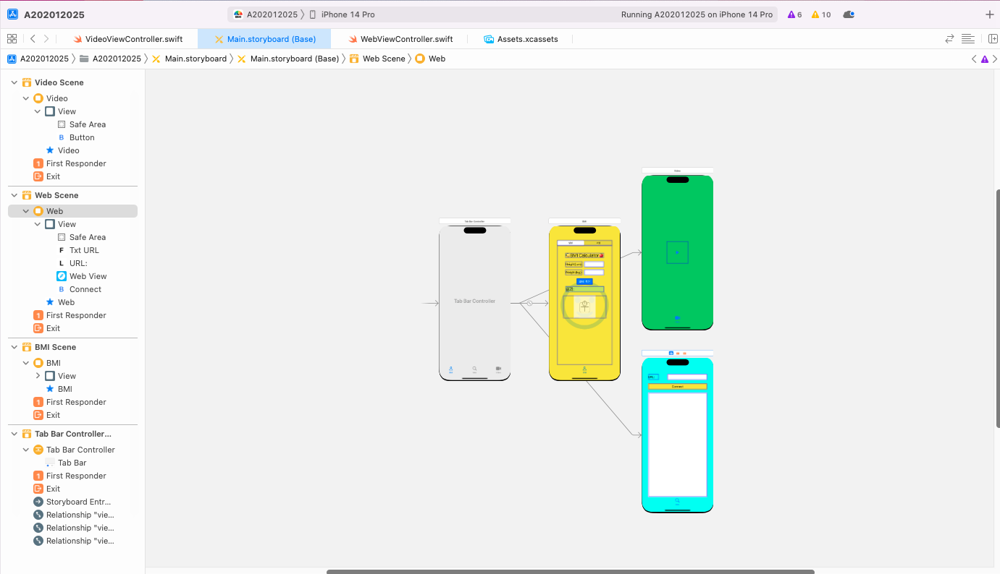 A202012025
A202012025 〉 iPhone 14 Pro
Running A202012025 on iPhone 14 Pro
6
10
VideoViewController.swift
Main.storyboard (Base)
WebViewController.swift
Assets.xcassets
A202012025 〉 A202012025 〉 Main.storyboard 〉 Main.storyboard (Base) 〉 Web Scene 〉 Web
Video Scene
Video
View
Safe Area
B Button
Video
1 First Responder
Exit
Web Scene
Web
View
Safe Area
F Txt URL
L URL:
Web View
B Connect
Web
1 First Responder
Exit
BMI Scene
BMI
View
BMI
1 First Responder
Exit
Tab Bar Controller...
Tab Bar Controller
Tab Bar
1 First Responder
Exit
Storyboard Entr...
Relationship "vie...
Relationship "vie...
Relationship "vie...
Tab Bar Controller
Tab Bar Controller
BMI
BMI Calculator
Video
URL:
Connect